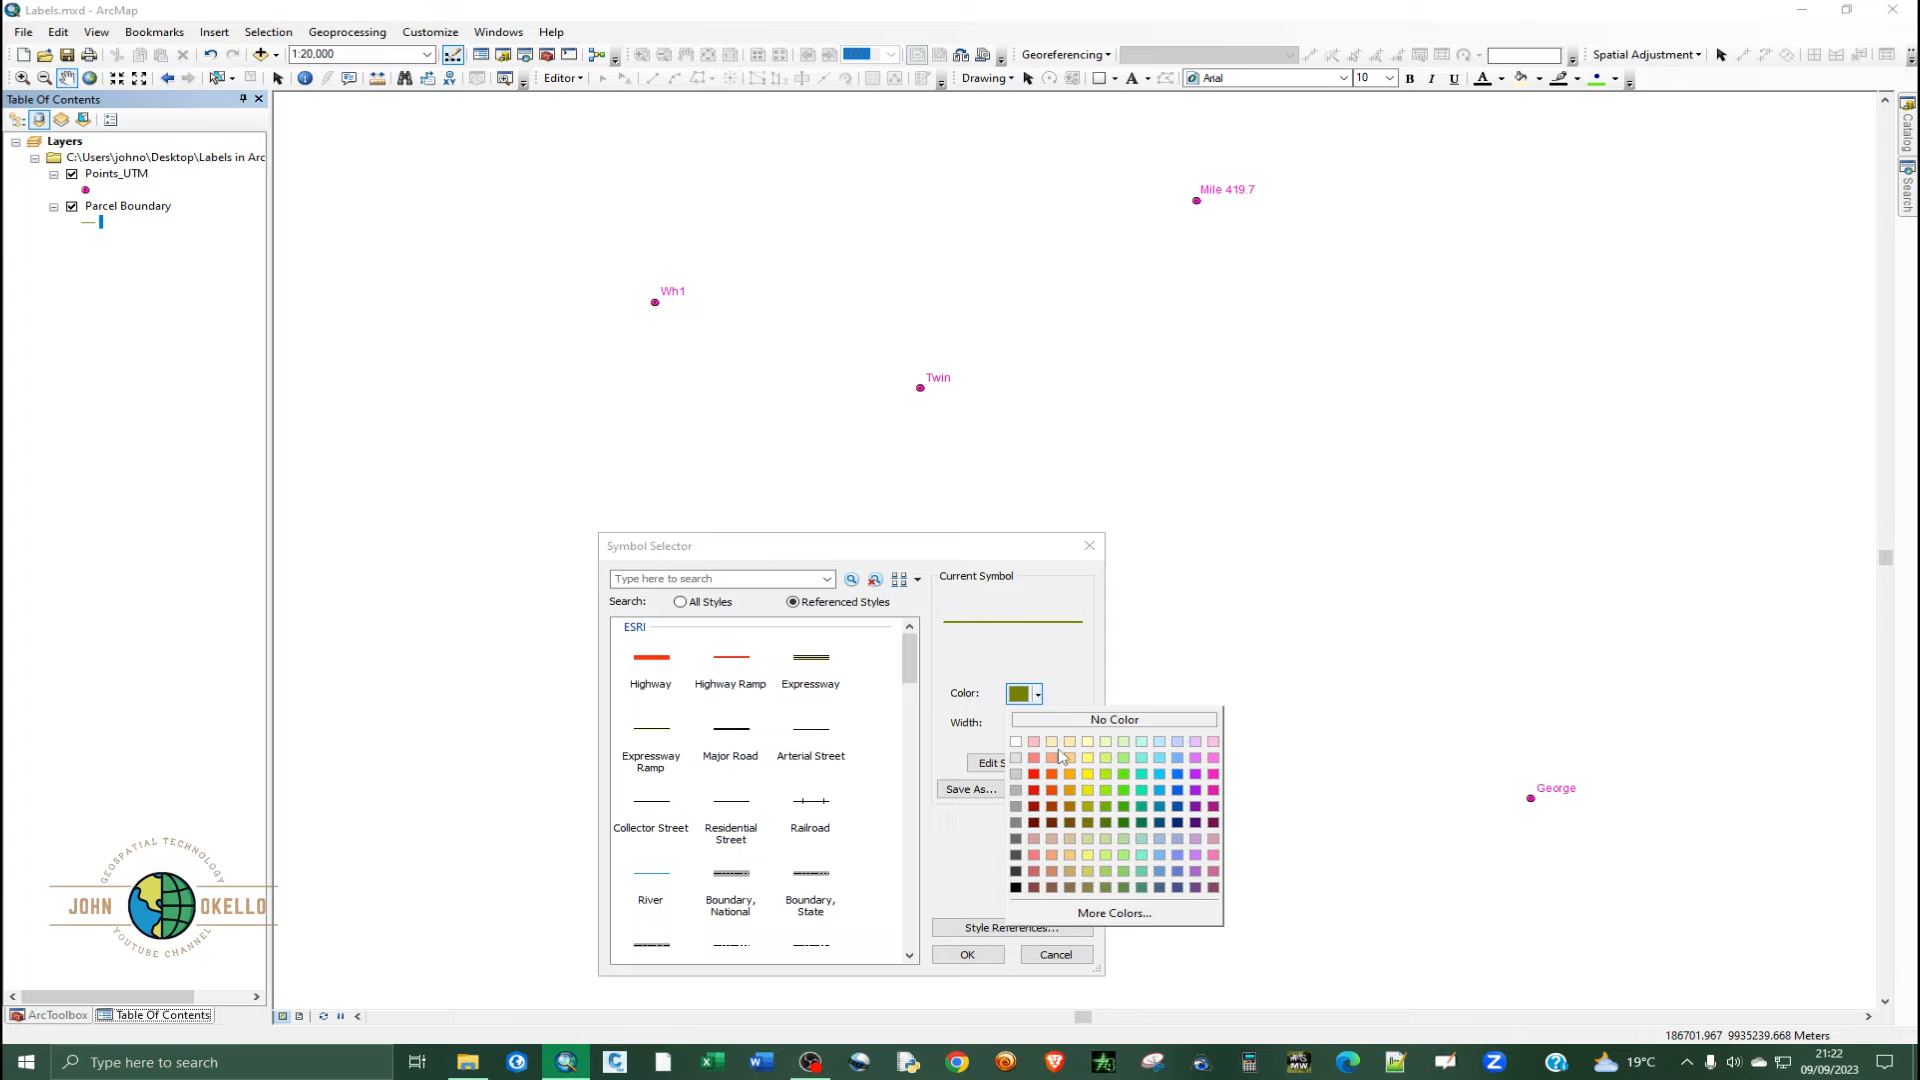 Labels.mxd - ArcMap
File Edit View Bookmarks Insert Selection Geoprocessing Customize Windows Help
1:20,000
Georeferencing
Spatial Adjustment
Editor
Drawing
A
Arial
10
B I U A
Table Of Contents
Layers
C:\Users\johno\Desktop\Labels in Arc
Points_UTM
Parcel Boundary
Catalog
Search
Mile 419.7
Wh1
Twin
George
Symbol Selector
Type here to search
Search: All Styles Referenced Styles
ESRI
Highway
Highway Ramp
Expressway
Expressway Ramp
Major Road
Arterial Street
Collector Street
Residential Street
Railroad
River
Boundary, National
Boundary, State
Current Symbol
Color:
Width:
Edit S
Save As...
Style References...
OK
Cancel
No Color
More Colors...
GEOSPATIAL TECHNOLOGY
JOHN OKELLO
YOUTUBE CHANNEL
ArcToolbox
Table Of Contents
186701.967 9935239.668 Meters
Type here to search
19°C
21:22
09/09/2023